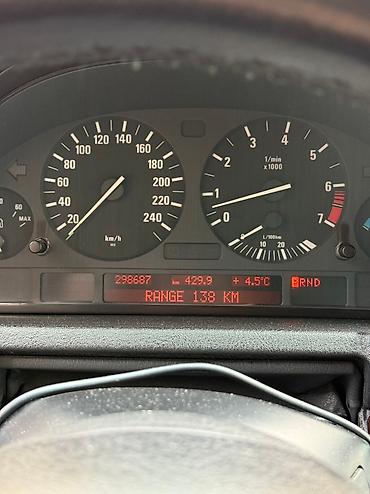 20 40 60 80 100 120 140 160 180 200 220 240
km/h
0 1 2 3 4 5 6 7
1/min
x 1000
L/100km
0 10 20
60
MAX
298687 km 429.9 + 4.5°C
RND
RANGE 138 KM